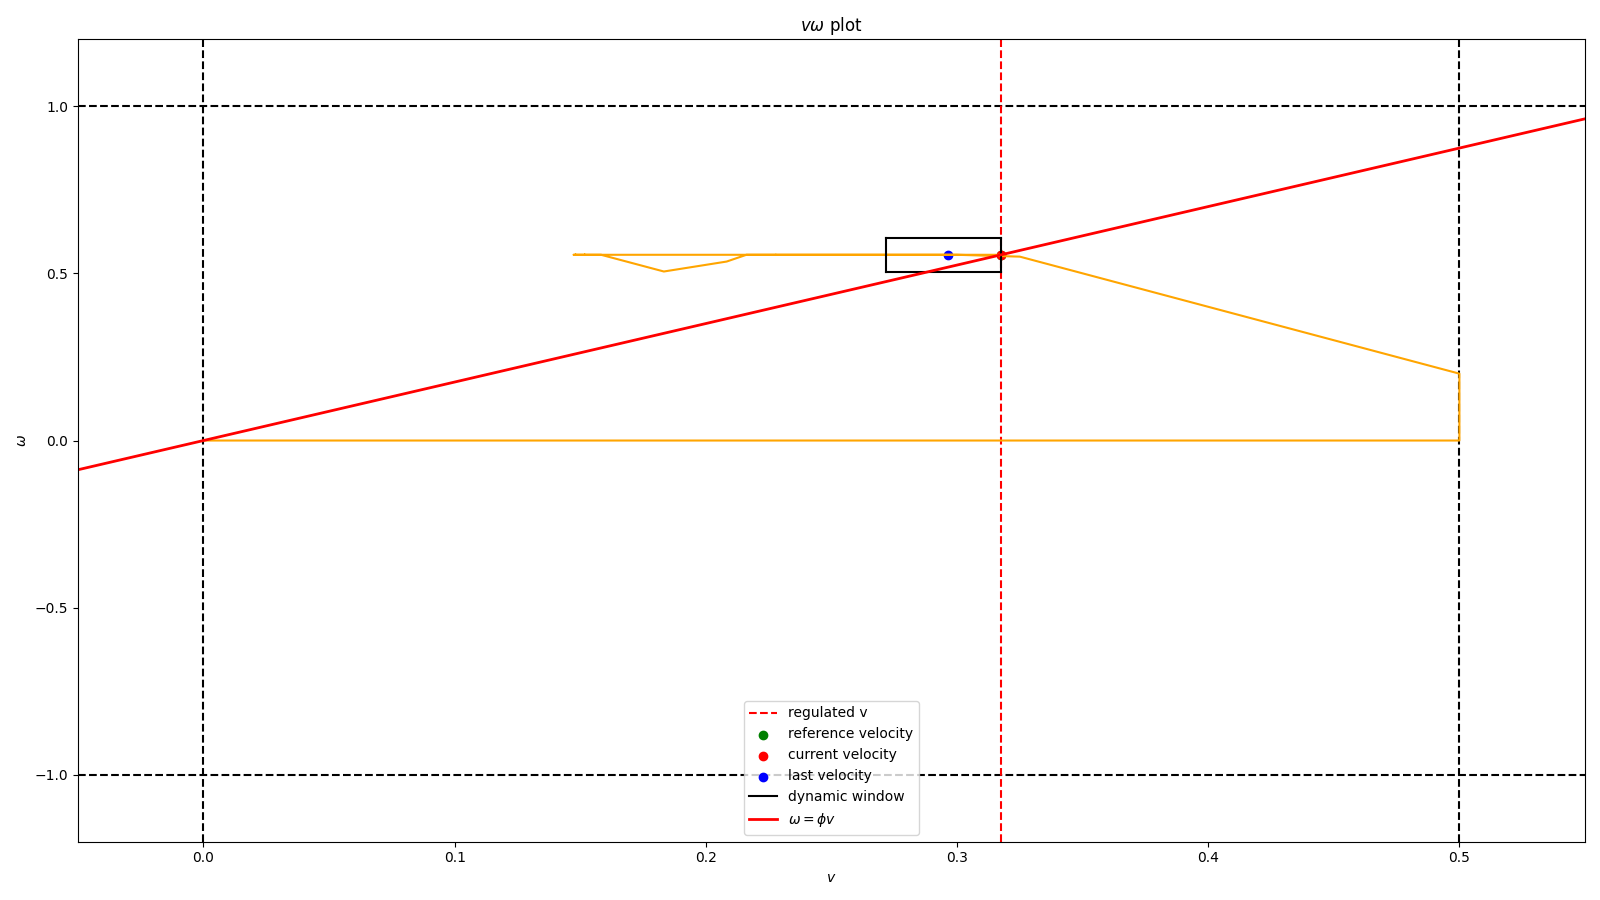 vω plot
1.0
0.5
0.0
−0.5
−1.0
ω
regulated v
reference velocity
current velocity
last velocity
dynamic window
ω = ϕv
0.0 0.1 0.2 0.3 0.4 0.5
v